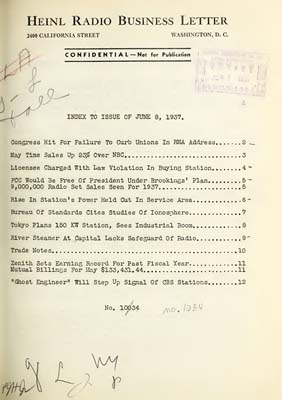 HEINL RADIO BUSINESS LETTER
2400 CALIFORNIA STREET WASHINGTON, D. C.
CONFIDENTIAL—Not for Publication
INDEX TO ISSUE OF JUNE 8, 1937.
Congress Hit For Failure To Curb Unions In RMA Address.......2
May Time Sales Up 23% Over NBC...............................3
Licensee Charged With Law Violation In Buying Station........4
FCC Would Be Free Of President Under Brookings' Plan.........5
9,000,000 Radio Set Sales Seen For 1937......................5
Rise In Station's Power Held Out In Service Area.............6
Bureau Of Standards Cites Studies Of Ionosphere..............7
Tokyo Plans 150 KW Station, Sees Industrial Boom.............8
River Steamer At Capital Lacks Safeguard Of Radio............9
Trade Notes.................................................10
Zenith Sets Earning Record For Past Fiscal Year.............11
Mutual Billings For May $133,431.44.........................11
"Ghost Engineer" Will Step Up Signal Of CBS Stations........12
No. 10034 no. 1034